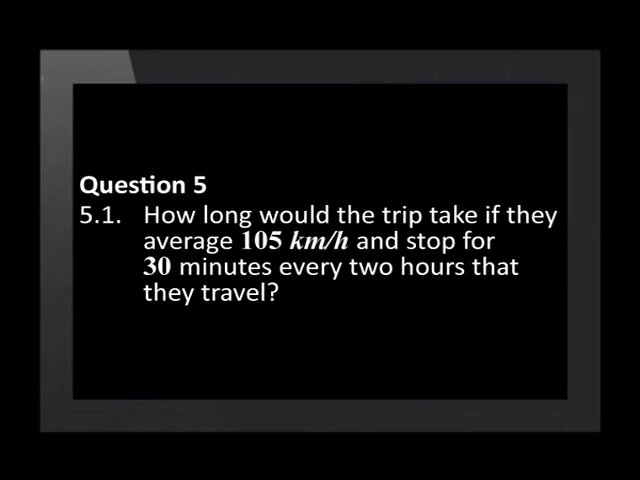 Question 5
5.1. How long would the trip take if they
average 105 km/h and stop for
30 minutes every two hours that
they travel?